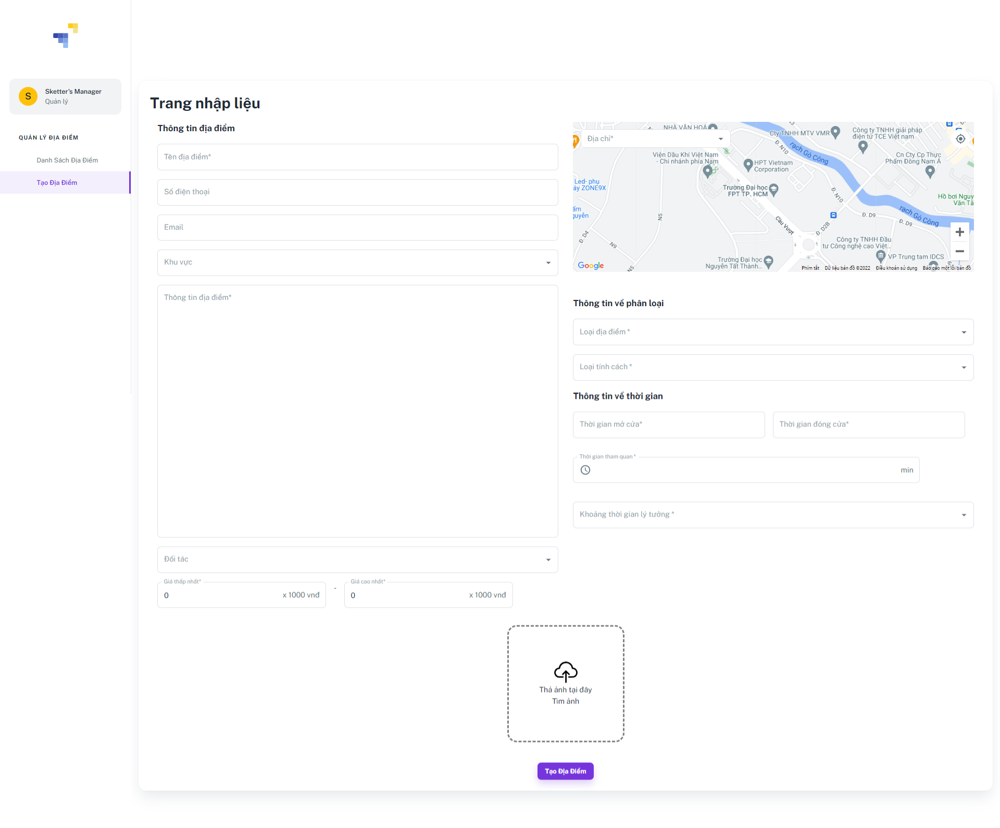 S
Sketter's Manager
Quản lý
QUẢN LÝ ĐỊA ĐIỂM
Danh Sách Địa Điểm
Tạo Địa Điểm
Trang nhập liệu
Thông tin địa điểm
Tên địa điểm*
Số điện thoại
Email
Khu vực
Thông tin địa điểm*
Đối tác
Giá thấp nhất*
0
x 1000 vnđ
-
Giá cao nhất*
0
x 1000 vnđ
NHÀ VĂN HOÁ
Địa chỉ*
Cty TNHH MTV VMR
Công ty TNHH giải pháp
điện tử TCE Việt nam
Đ. N10
rạch Gò Công
Viện Dầu Khí Việt Nam
- Chi nhánh phía Nam
HPT Vietnam
Corporation
Cn Cty Cp Thực
Phẩm Đông Nam Á
Led- phụ
áy ZONE9X
Trường Đại học
FPT TP. HCM
Đ. N10
Hồ bơi Nguy
Văn Tă
guyên
N5
Cầu Vượt
Đ. D9
rạch Gò Công
Đ. D9
Đ. D2B
Đ. D4
N9
Công ty TNHH Đầu
tư Công nghệ cao Việt...
Trường Đại học
Nguyễn Tất Thành...
VP Trung tam IDCS
N5
Google
Phím tắt
Dữ liệu bản đồ ©2022
Điều khoản sử dụng
Báo cáo một lỗi bản đồ
Thông tin về phân loại
Loại địa điểm *
Loại tính cách *
Thông tin về thời gian
Thời gian mở cửa*
Thời gian đóng cửa*
Thời gian tham quan *
min
Khoảng thời gian lý tưởng *
Thả ảnh tại đây
Tìm ảnh
Tạo Địa Điểm